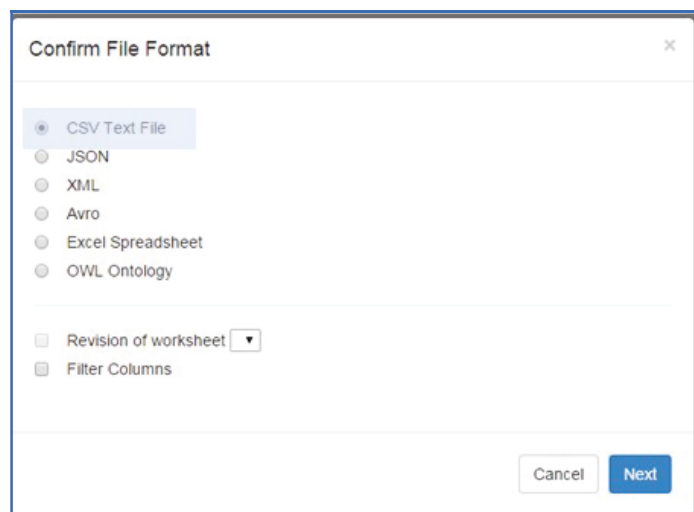 Confirm File Format ×
CSV Text File
JSON
XML
Avro
Excel Spreadsheet
OWL Ontology
Revision of worksheet
Filter Columns
Cancel Next